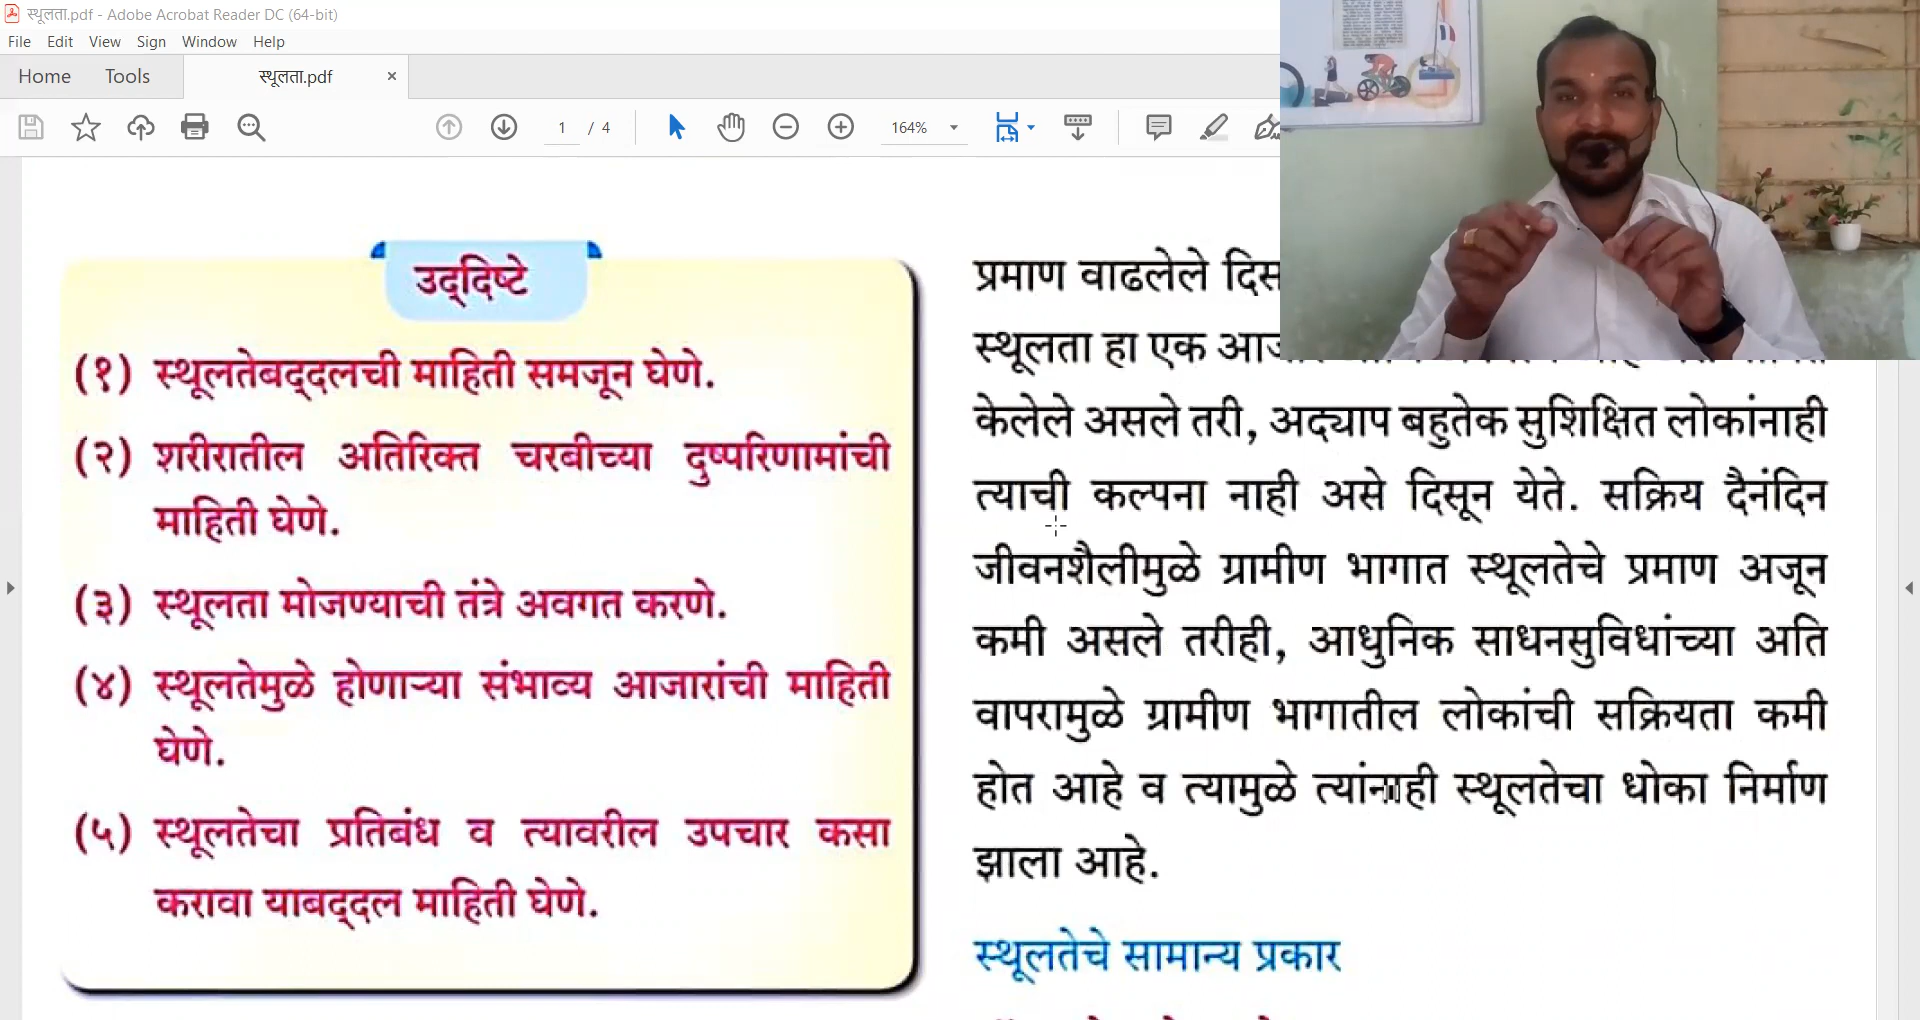 स्थूलता.pdf - Adobe Acrobat Reader DC (64-bit)
File Edit View Sign Window Help
Home Tools स्थूलता.pdf ×
1 / 4 164%
उद्‌दिष्टे
(१) स्थूलतेबद्‌दलची माहिती समजून घेणे.
(२) शरीरातील अतिरिक्त चरबीच्या दुष्परिणामांची
माहिती घेणे.
(३) स्थूलता मोजण्याची तंत्रे अवगत करणे.
(४) स्थूलतेमुळे होणाऱ्या संभाव्य आजारांची माहिती
घेणे.
(५) स्थूलतेचा प्रतिबंध व त्यावरील उपचार कसा
करावा याबद्‌दल माहिती घेणे.
प्रमाण वाढलेले
स्थूलता हा एक
केलेले असले तरी, अद्याप बहुतेक सुशिक्षित लोकांनाही
त्याची कल्पना नाही असे दिसून येते. सक्रिय दैनंदिन
जीवनशैलीमुळे ग्रामीण भागात स्थूलतेचे प्रमाण अजून
कमी असले तरीही, आधुनिक साधनसुविधांच्या अति
वापरामुळे ग्रामीण भागातील लोकांची सक्रियता कमी
होत आहे व त्यामुळे त्यांनाही स्थूलतेचा धोका निर्माण
झाला आहे.
स्थूलतेचे सामान्य प्रकार